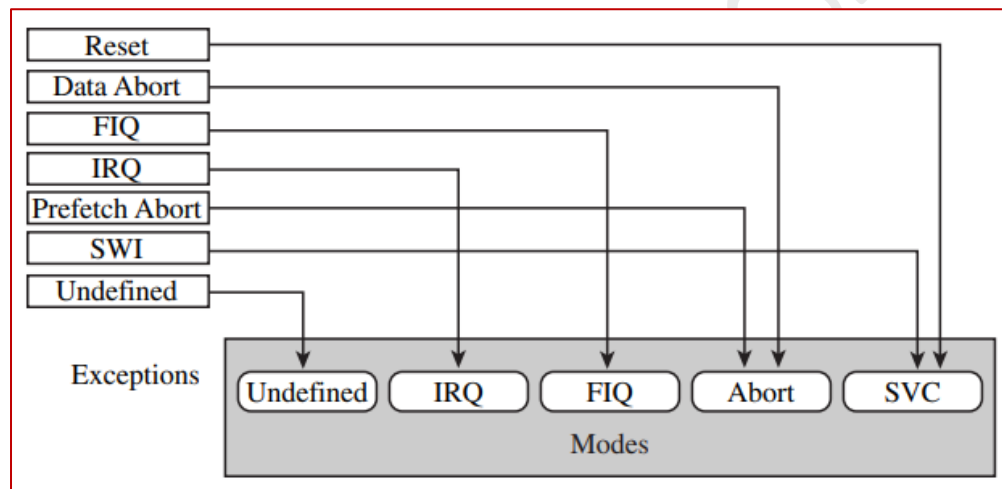 Reset
Data Abort
FIQ
IRQ
Prefetch Abort
SWI
Undefined
Exceptions
Undefined
IRQ
FIQ
Abort
SVC
Modes